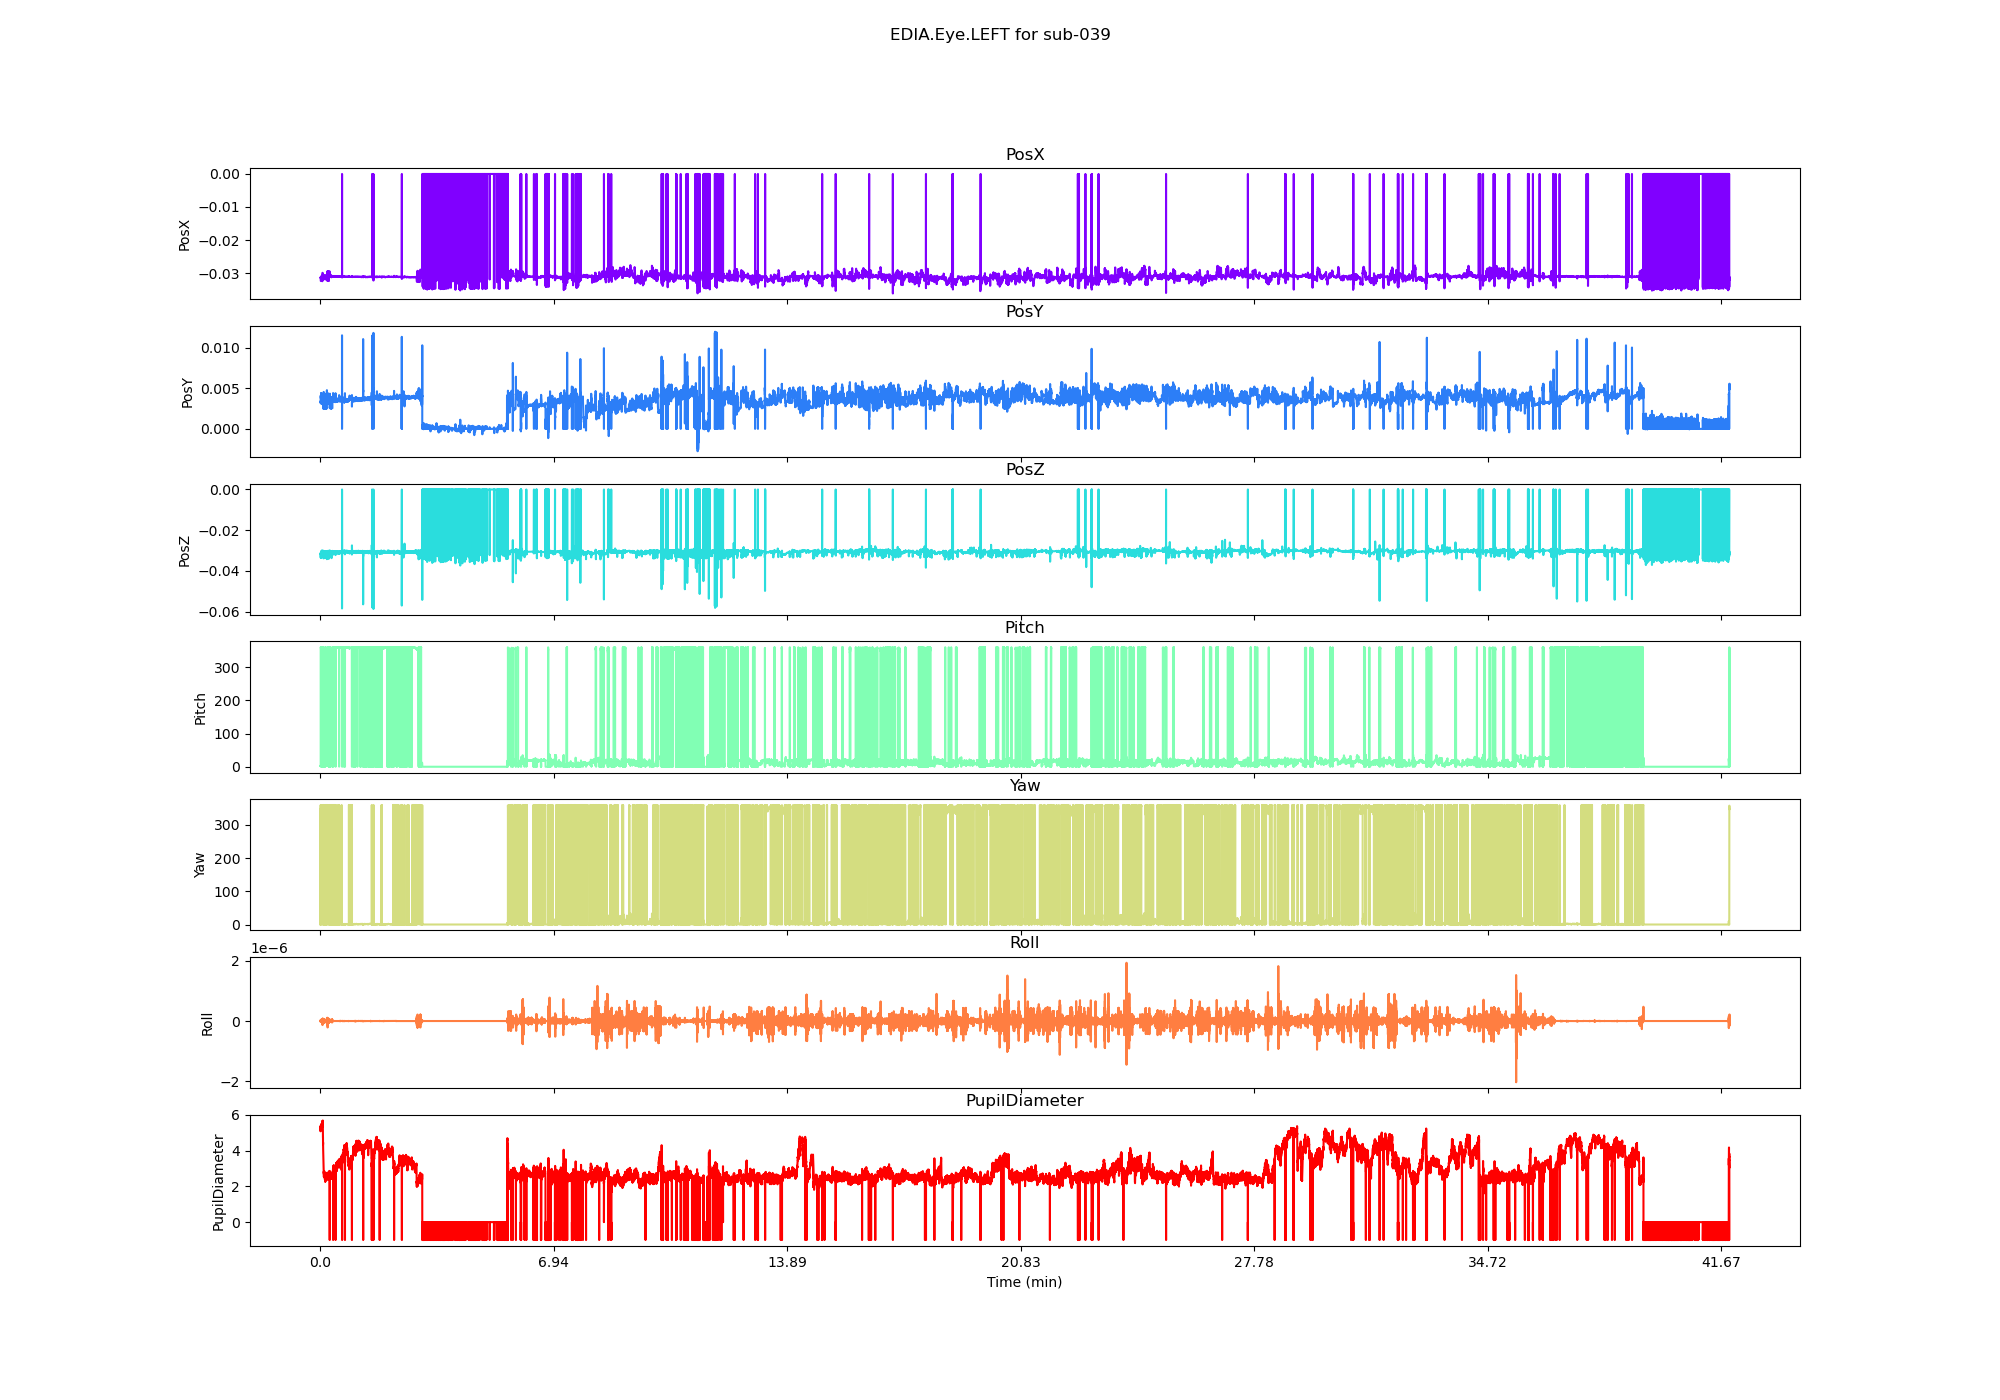 EDIA.Eye.LEFT for sub-039
PosX
0.00
−0.01
−0.02
−0.03
PosX
PosY
0.010
0.005
0.000
PosY
PosZ
0.00
−0.02
−0.04
−0.06
PosZ
Pitch
300
200
100
0
Pitch
Yaw
300
200
100
0
Yaw
1e−6
Roll
2
0
−2
Roll
PupilDiameter
6
4
2
0
PupilDiameter
0.0
6.94
13.89
20.83
27.78
34.72
41.67
Time (min)